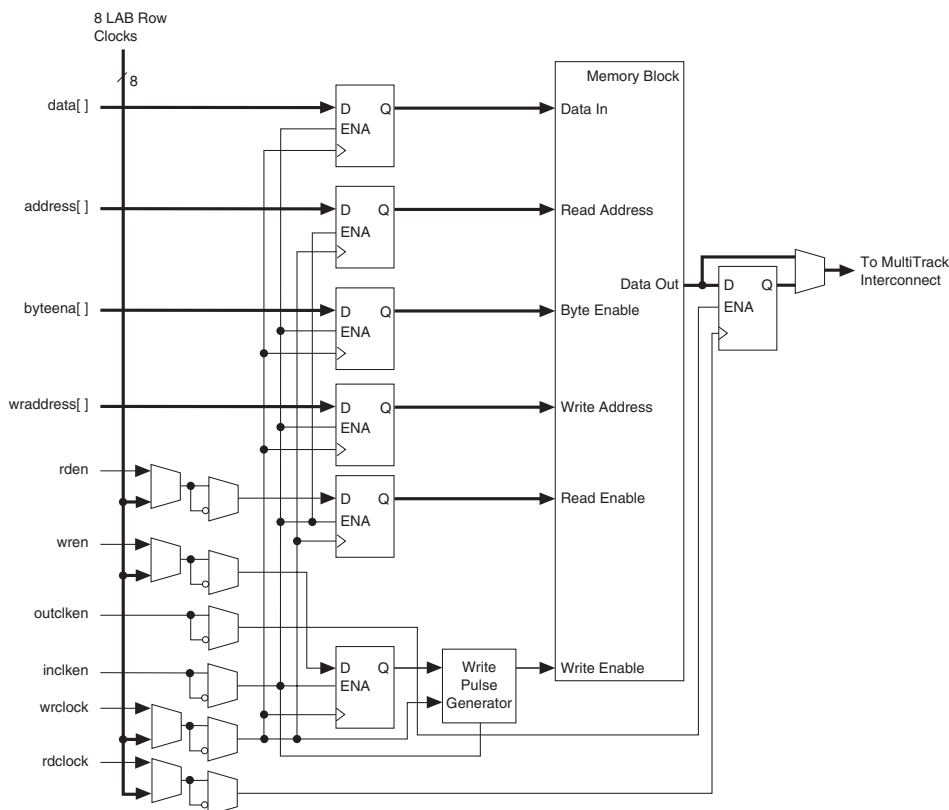 8 LAB Row
Clocks
8
data[ ]
D Q
ENA
Memory Block
Data In
address[ ]
D Q
ENA
Read Address
To MultiTrack
Interconnect
Data Out
D Q
ENA
byteena[ ]
D Q
ENA
Byte Enable
wraddress[ ]
D Q
ENA
Write Address
rden
D Q
ENA
Read Enable
wren
outclken
inclken
D Q
ENA
Write
Pulse
Generator
Write Enable
wrclock
rdclock